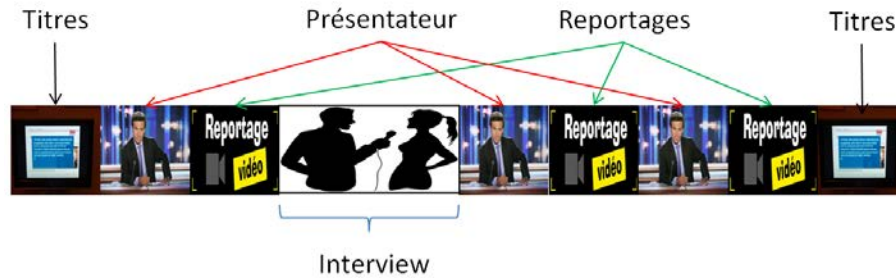 Titres
Présentateur
Reportages
Titres
Reportage
vidéo
Reportage
vidéo
Reportage
vidéo
Interview